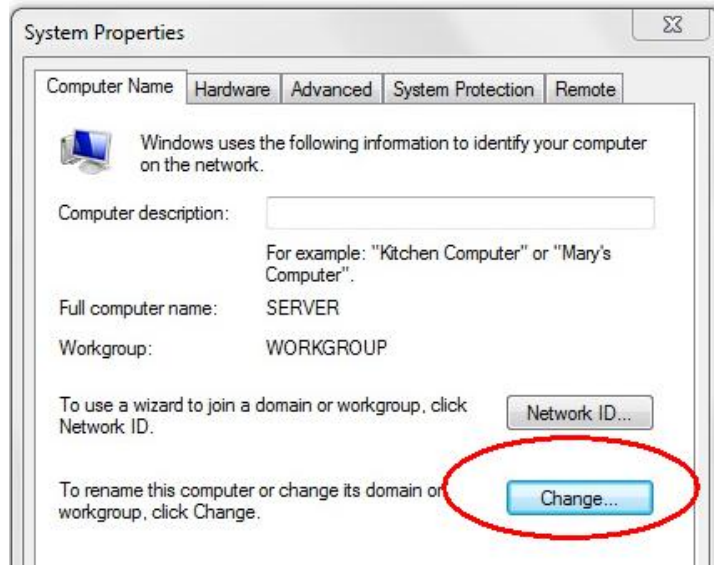 System Properties
Computer Name Hardware Advanced System Protection Remote
Windows uses the following information to identify your computer
on the network.
Computer description:
For example: "Kitchen Computer" or "Mary's
Computer".
Full computer name: SERVER
Workgroup: WORKGROUP
To use a wizard to join a domain or workgroup, click
Network ID.
Network ID...
To rename this computer or change its domain or
workgroup, click Change.
Change...